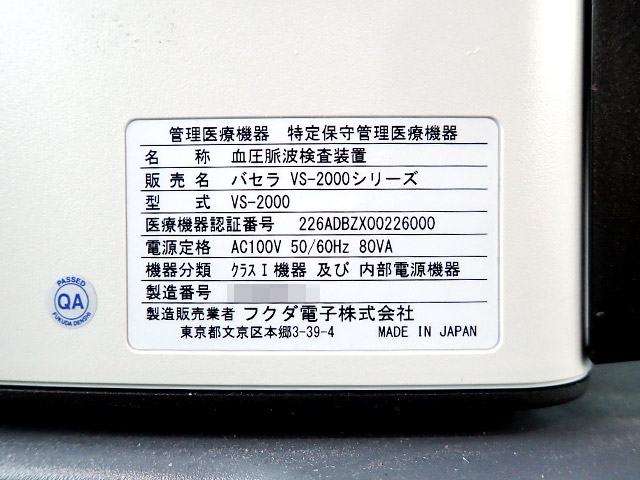 管理医療機器 特定保守管理医療機器
名 称 血圧脈波検査装置
販 売 名 バセラ VS-2000シリーズ
型 式 VS-2000
医療機器認証番号 226ADBZX00226000
電源定格 AC100V 50/60Hz 80VA
機器分類 クラスⅠ機器 及び 内部電源機器
製造番号
製造販売業者 フクダ電子株式会社
東京都文京区本郷3-39-4 MADE IN JAPAN
PASSED
QA
FUKUDA DENSHI